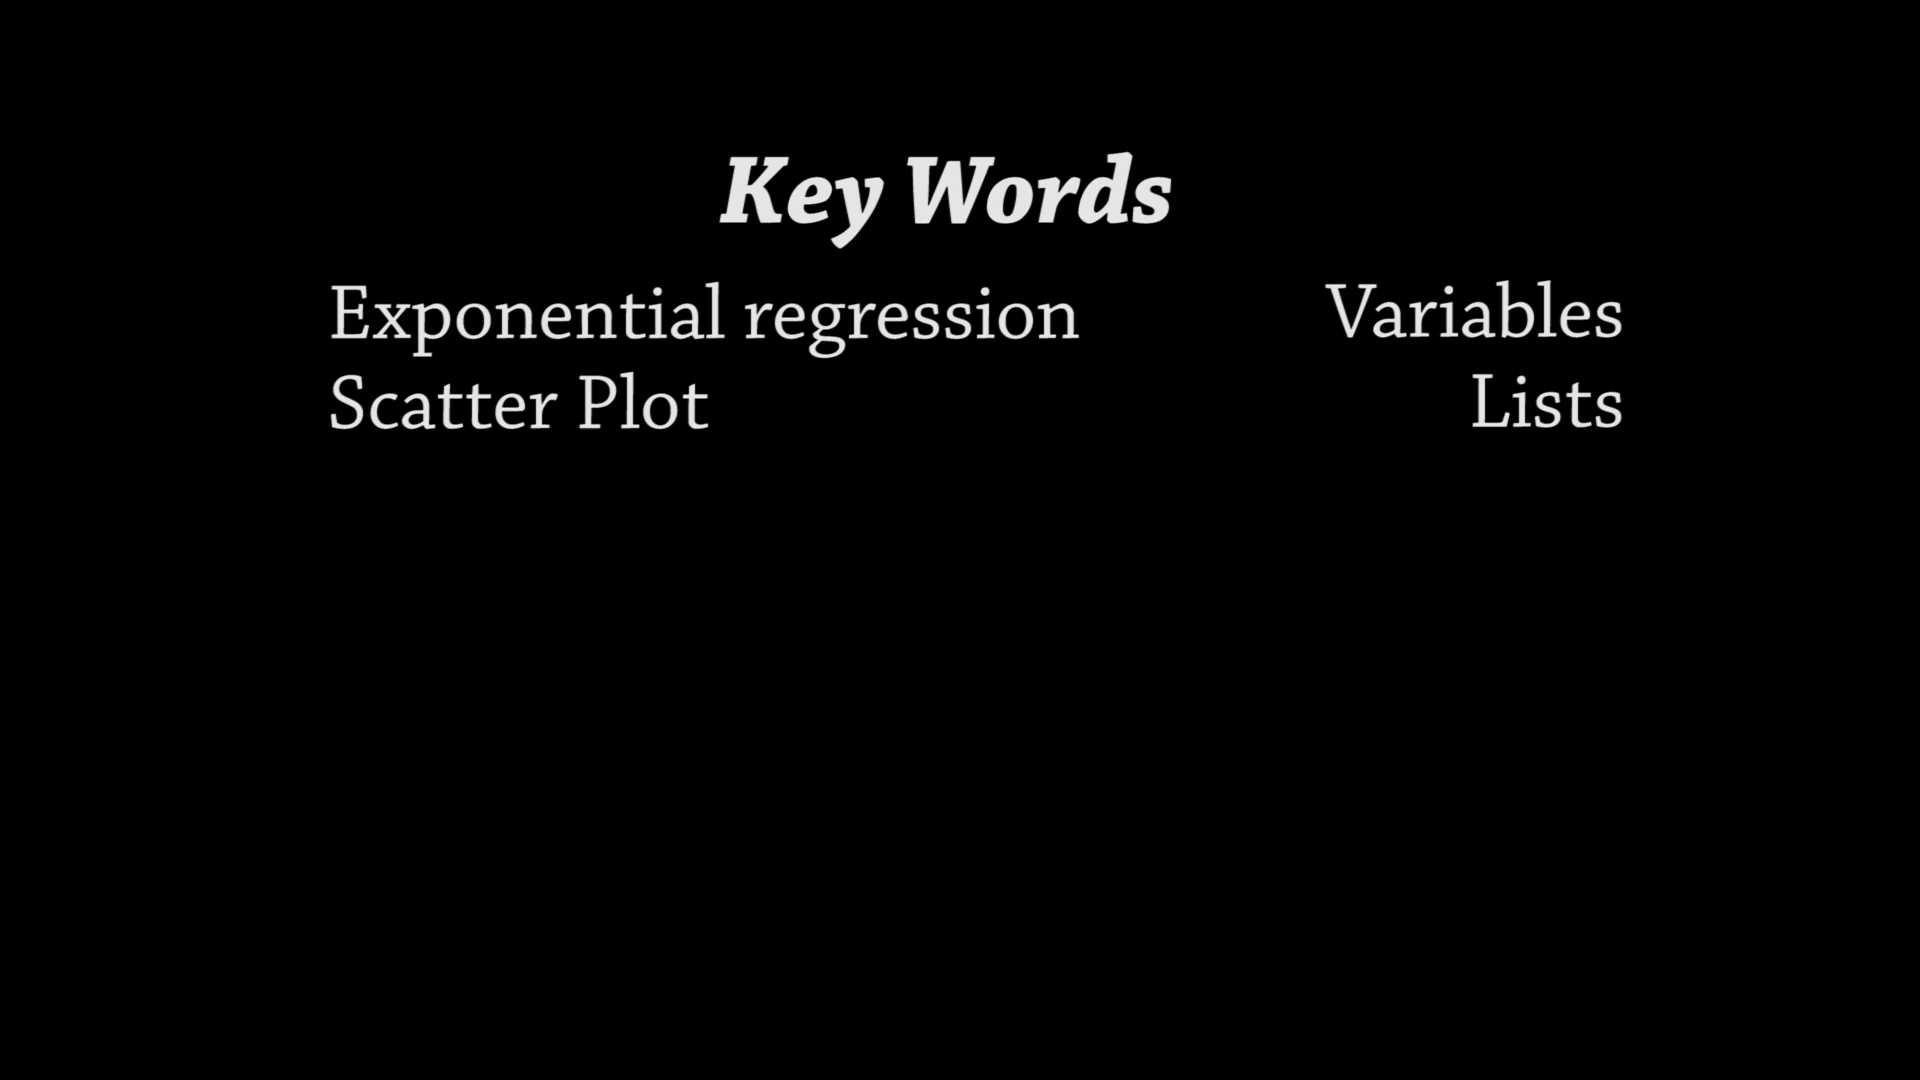 Key Words
Exponential regression
Scatter Plot
Variables
Lists